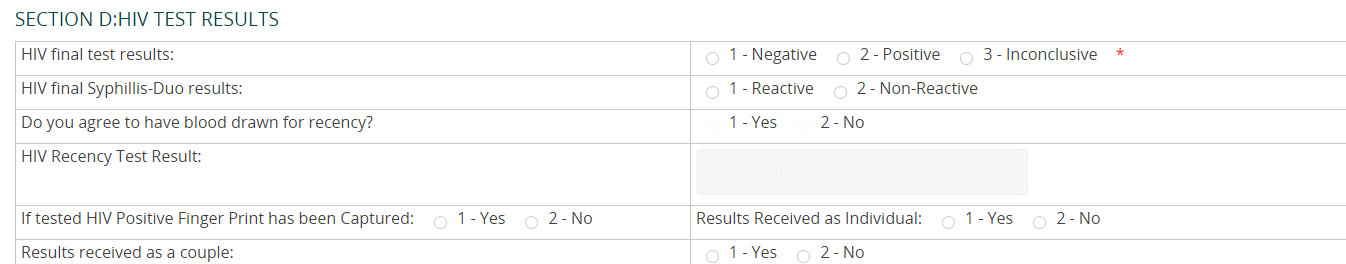 SECTION D:HIV TEST RESULTS
HIV final test results: 1 - Negative 2 - Positive 3 - Inconclusive *
HIV final Syphillis-Duo results: 1 - Reactive 2 - Non-Reactive
Do you agree to have blood drawn for recency? 1 - Yes 2 - No
HIV Recency Test Result:
If tested HIV Positive Finger Print has been Captured: 1 - Yes 2 - No Results Received as Individual: 1 - Yes 2 - No
Results received as a couple: 1 - Yes 2 - No